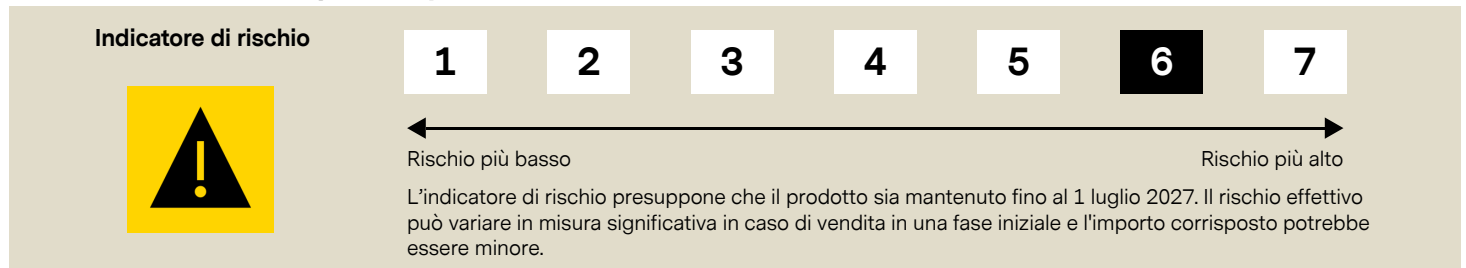 Indicatore di rischio
1 2 3 4 5 6 7
Rischio più basso Rischio più alto
L'indicatore di rischio presuppone che il prodotto sia mantenuto fino al 1 luglio 2027. Il rischio effettivo
può variare in misura significativa in caso di vendita in una fase iniziale e l'importo corrisposto potrebbe
essere minore.